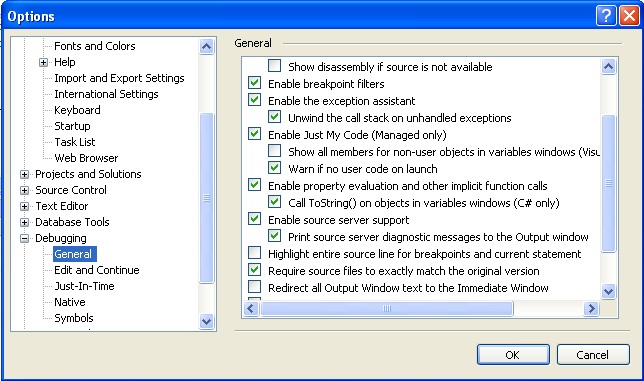 Options
Fonts and Colors
Help
Import and Export Settings
International Settings
Keyboard
Startup
Task List
Web Browser
Projects and Solutions
Source Control
Text Editor
Database Tools
Debugging
General
Edit and Continue
Just-In-Time
Native
Symbols
General
Show disassembly if source is not available
Enable breakpoint filters
Enable the exception assistant
Unwind the call stack on unhandled exceptions
Enable Just My Code (Managed only)
Show all members for non-user objects in variables windows (Visu
Warn if no user code on launch
Enable property evaluation and other implicit function calls
Call ToString() on objects in variables windows (C# only)
Enable source server support
Print source server diagnostic messages to the Output window
Highlight entire source line for breakpoints and current statement
Require source files to exactly match the original version
Redirect all Output Window text to the Immediate Window
OK
Cancel